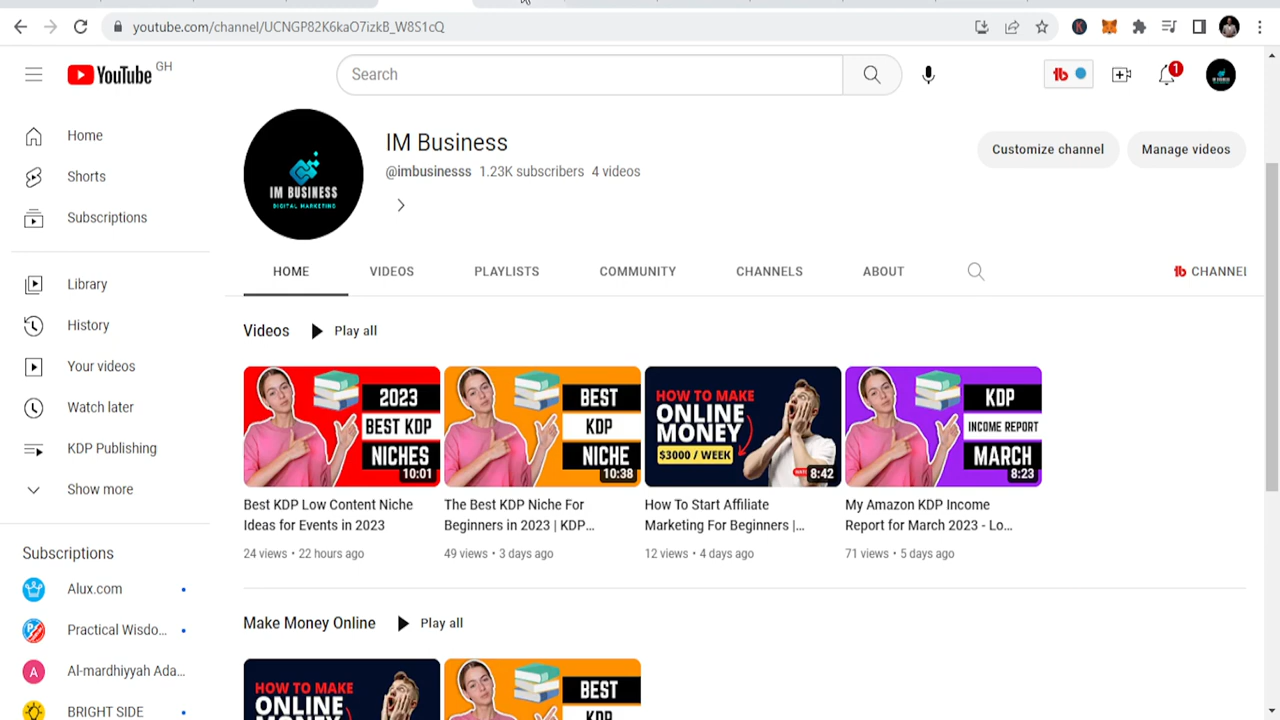 youtube.com/channel/UCNGP82K6kaO7izkB_W8S1cQ
YouTube GH
Search
1
Home
Shorts
Subscriptions
Library
History
Your videos
Watch later
KDP Publishing
Show more
Subscriptions
Alux.com
Practical Wisdo...
A
Al-mardhiyyah Ada...
BRIGHT SIDE
IM BUSINESS
DIGITAL MARKETING
IM Business
@imbusinesss 1.23K subscribers 4 videos
Customize channel
Manage videos
HOME VIDEOS PLAYLISTS COMMUNITY CHANNELS ABOUT
CHANNEl
Videos Play all
2023
BEST KDP
NICHES
10:01
Best KDP Low Content Niche
Ideas for Events in 2023
24 views • 22 hours ago
BEST
KDP
NICHE
10:38
The Best KDP Niche For
Beginners in 2023 | KDP...
49 views • 3 days ago
HOW TO MAKE
ONLINE
MONEY
$3000 / WEEK
8:42
How To Start Affiliate
Marketing For Beginners |...
12 views • 4 days ago
KDP
INCOME REPORT
MARCH
8:23
My Amazon KDP Income
Report for March 2023 - Lo...
71 views • 5 days ago
Make Money Online Play all
HOW TO MAKE
ONLINE
BEST
KDP